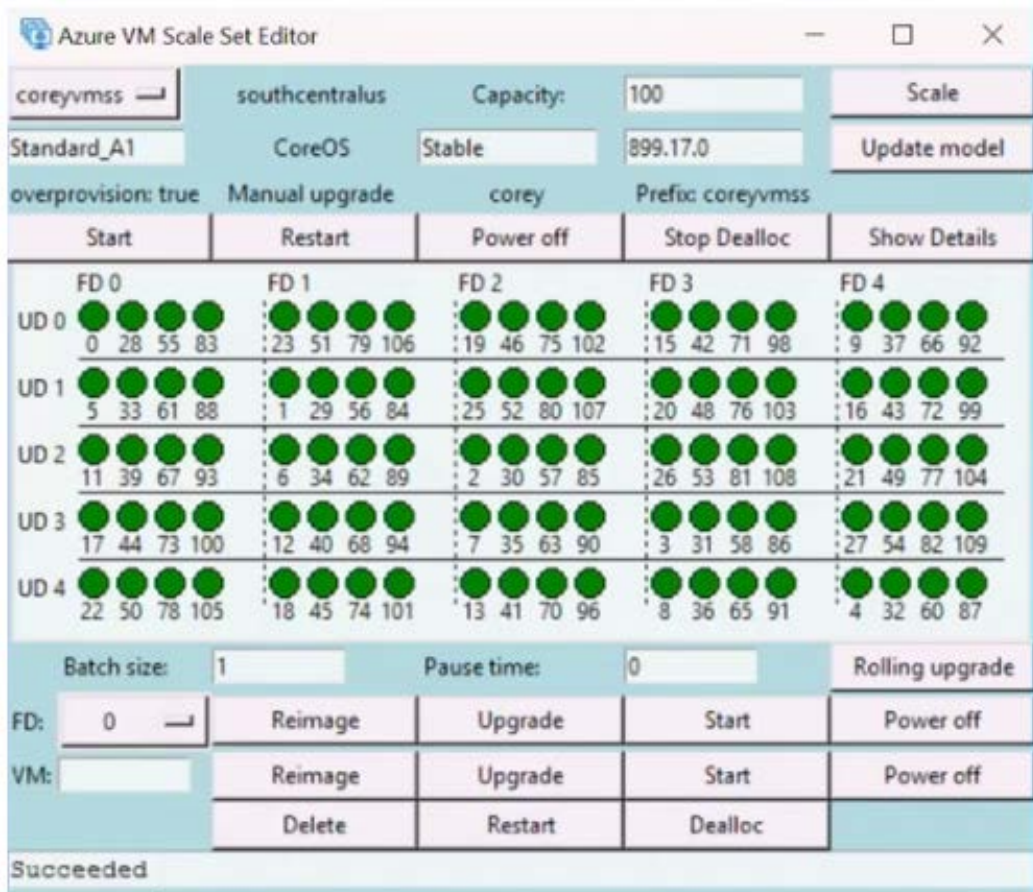 Azure VM Scale Set Editor
coreyvmss southcentralus Capacity: 100 Scale
Standard_A1 CoreOS Stable 899.17.0 Update model
overprovision: true Manual upgrade corey Prefix: coreyvmss
Start Restart Power off Stop Dealloc Show Details
FD 0 FD 1 FD 2 FD 3 FD 4
UD 0
0 28 55 83 23 51 79 106 19 46 75 102 15 42 71 98 9 37 66 92
UD 1
5 33 61 88 1 29 56 84 25 52 80 107 20 48 76 103 16 43 72 99
UD 2
11 39 67 93 6 34 62 89 2 30 57 85 26 53 81 108 21 49 77 104
UD 3
17 44 73 100 12 40 68 94 7 35 63 90 3 31 58 86 27 54 82 109
UD 4
22 50 78 105 18 45 74 101 13 41 70 96 8 36 65 91 4 32 60 87
Batch size: 1 Pause time: 0 Rolling upgrade
FD: 0 Reimage Upgrade Start Power off
VM: Reimage Upgrade Start Power off
Delete Restart Dealloc
Succeeded